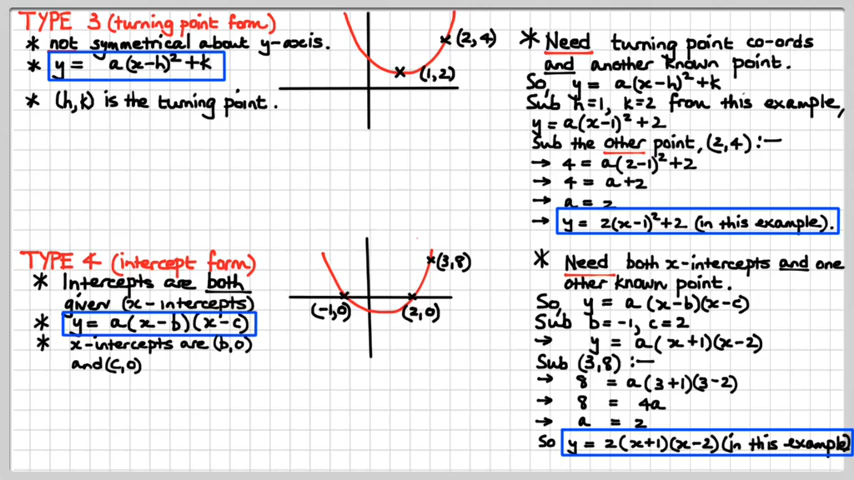 TYPE 3 (turning point form)
* not symmetrical about y-axis.
* y = a(x-h)² + k
* (h,k) is the turning point.
(2,4)
(1,2)
* Need turning point co-ords
and another known point.
So, y = a(x-h)² + k
Sub h=1, k=2 from this example,
y = a(x-1)² + 2
Sub the other point, (2,4) :-
→ 4 = a(2-1)² + 2
→ 4 = a + 2
→ a = 2
→ y = 2(x-1)² + 2 (in this example).
TYPE 4 (intercept form)
* Intercepts are both
given (x-intercepts)
* y = a(x-b)(x-c)
* x-intercepts are (b,0)
and (c,0)
(3,8)
(-1,0)
(2,0)
* Need both x-intercepts and one
other known point.
So, y = a(x-b)(x-c)
Sub b=-1, c=2
→ y = a(x+1)(x-2)
Sub (3,8) :-
→ 8 = a(3+1)(3-2)
→ 8 = 4a
→ a = 2
So y = 2(x+1)(x-2) (in this example)